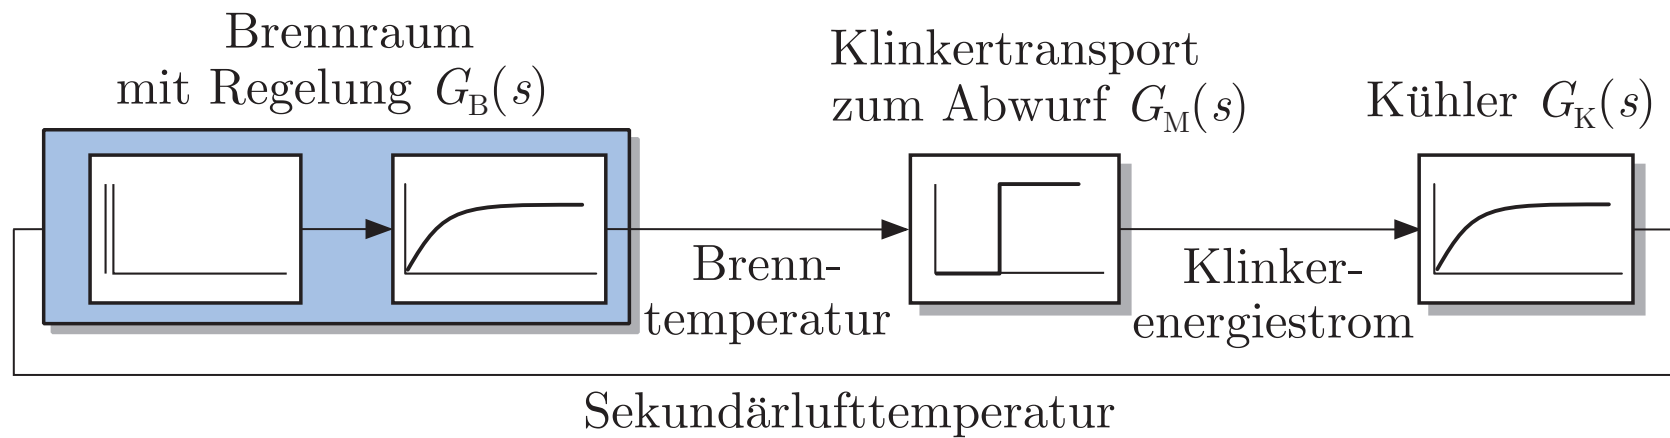 Brennraum
mit Regelung G_B(s)
Klinkertransport
zum Abwurf G_M(s)
Kühler G_K(s)
Brenn-
temperatur
Klinker-
energiestrom
Sekundärlufttemperatur